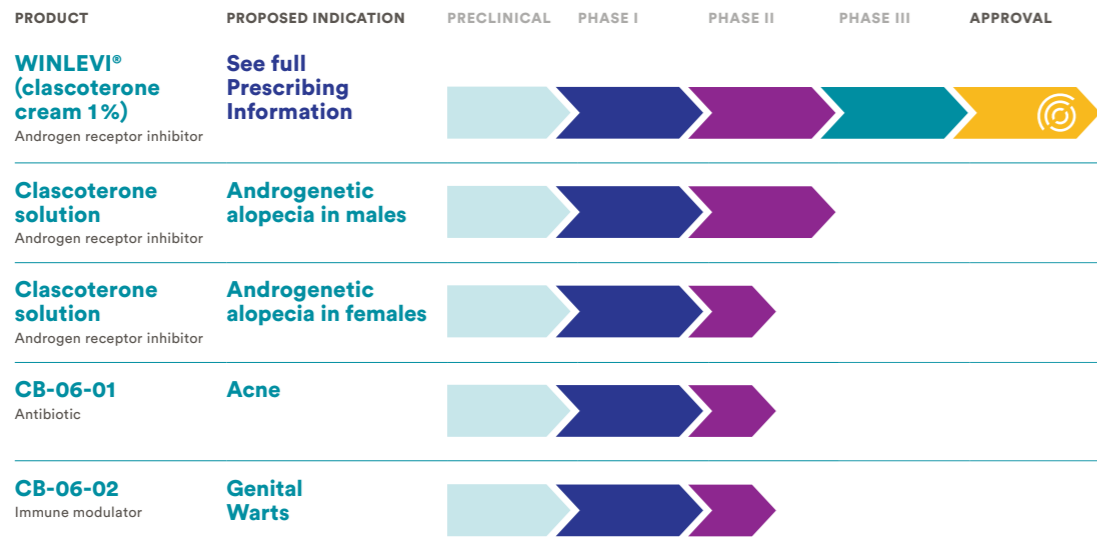 PRODUCT PROPOSED INDICATION PRECLINICAL PHASE I PHASE II PHASE III APPROVAL
WINLEVI®
(clascoterone
cream 1%)
Androgen receptor inhibitor
See full
Prescribing
Information
Clascoterone
solution
Androgen receptor inhibitor
Androgenetic
alopecia in males
Clascoterone
solution
Androgen receptor inhibitor
Androgenetic
alopecia in females
CB-06-01
Antibiotic
Acne
CB-06-02
Immune modulator
Genital
Warts